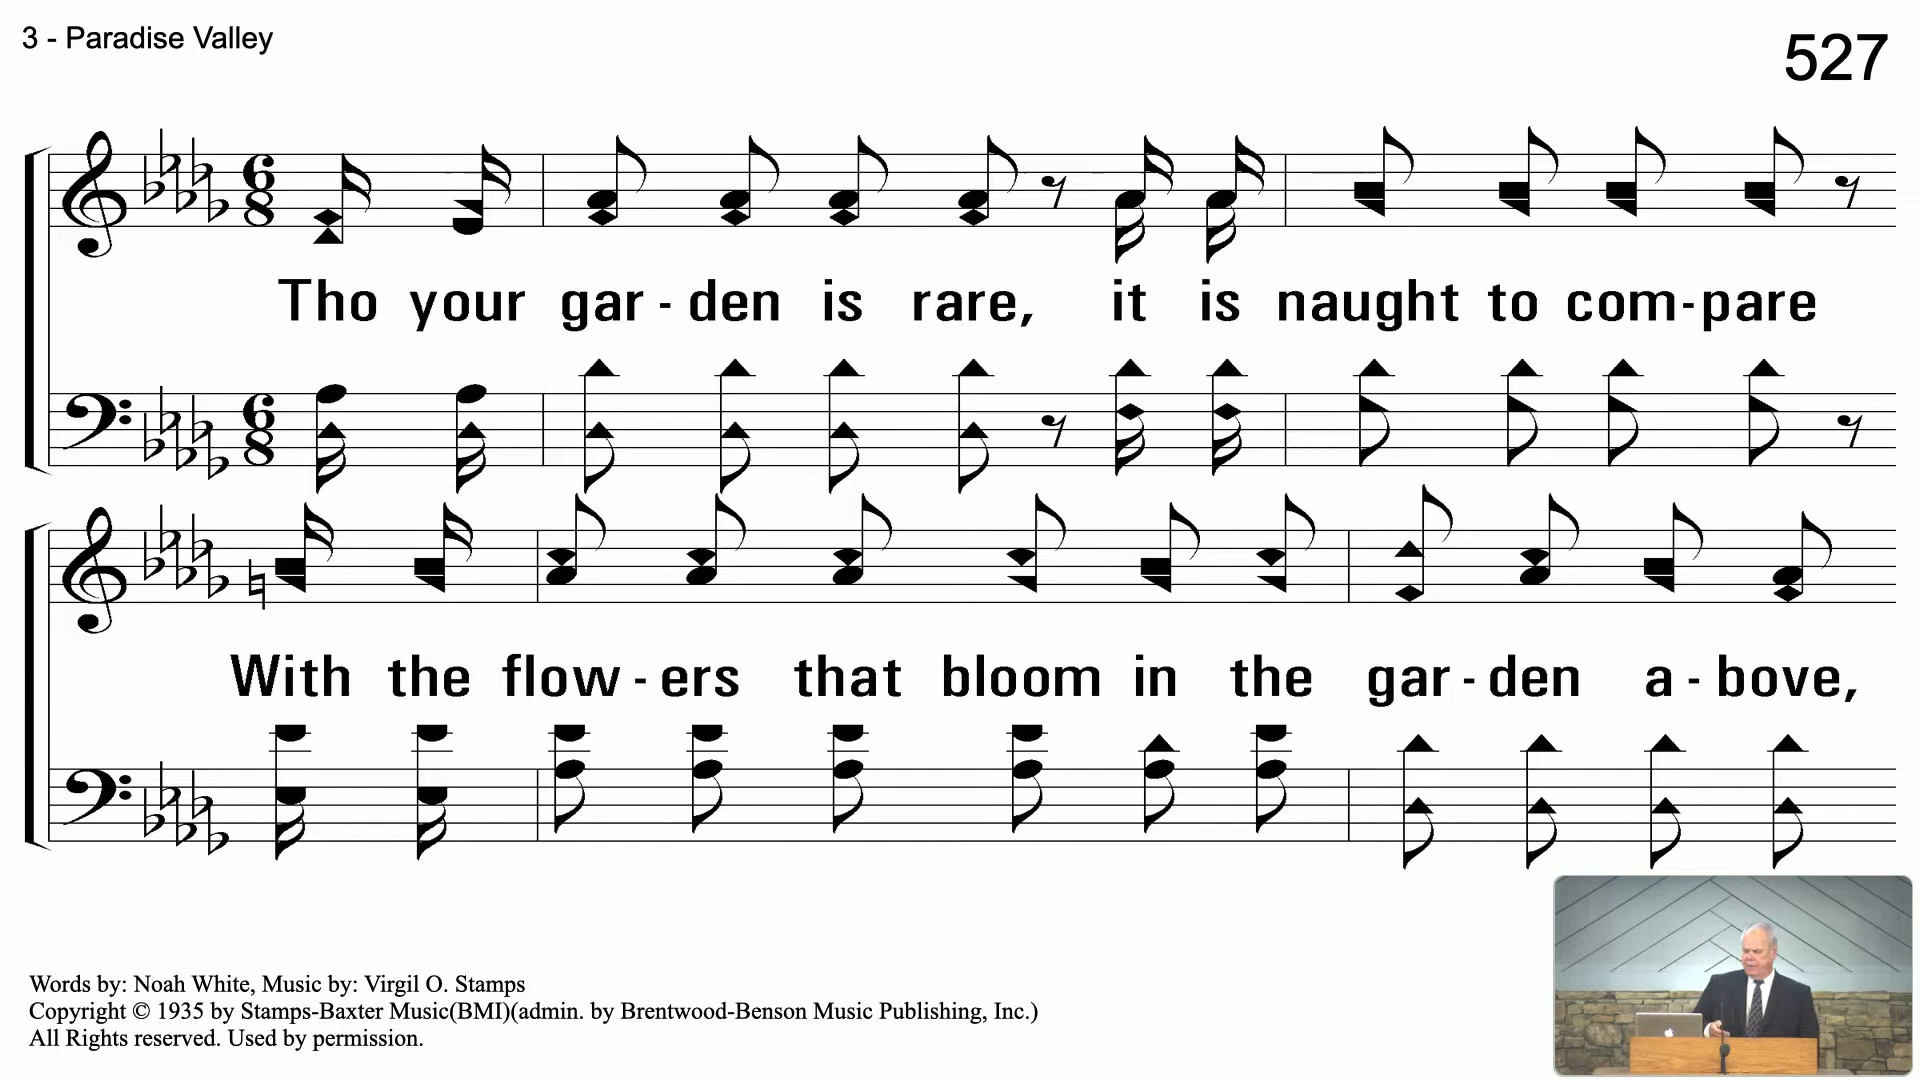 3 - Paradise Valley
527
Tho your gar - den is rare, it is naught to com-pare
With the flow - ers that bloom in the gar - den a - bove,
Words by: Noah White, Music by: Virgil O. Stamps
Copyright © 1935 by Stamps-Baxter Music(BMI)(admin. by Brentwood-Benson Music Publishing, Inc.)
All Rights reserved. Used by permission.